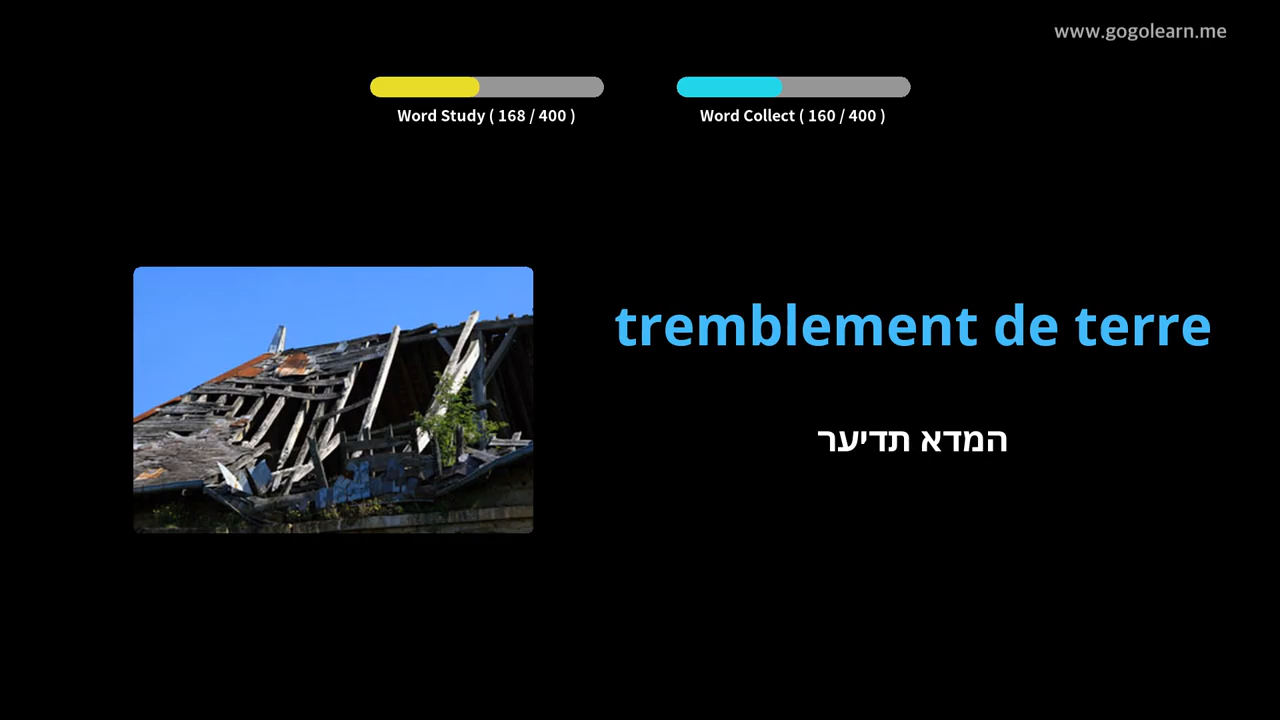 www.gogolearn.me
Word Study ( 168 / 400 )
Word Collect ( 160 / 400 )
tremblement de terre
המדא תדיער